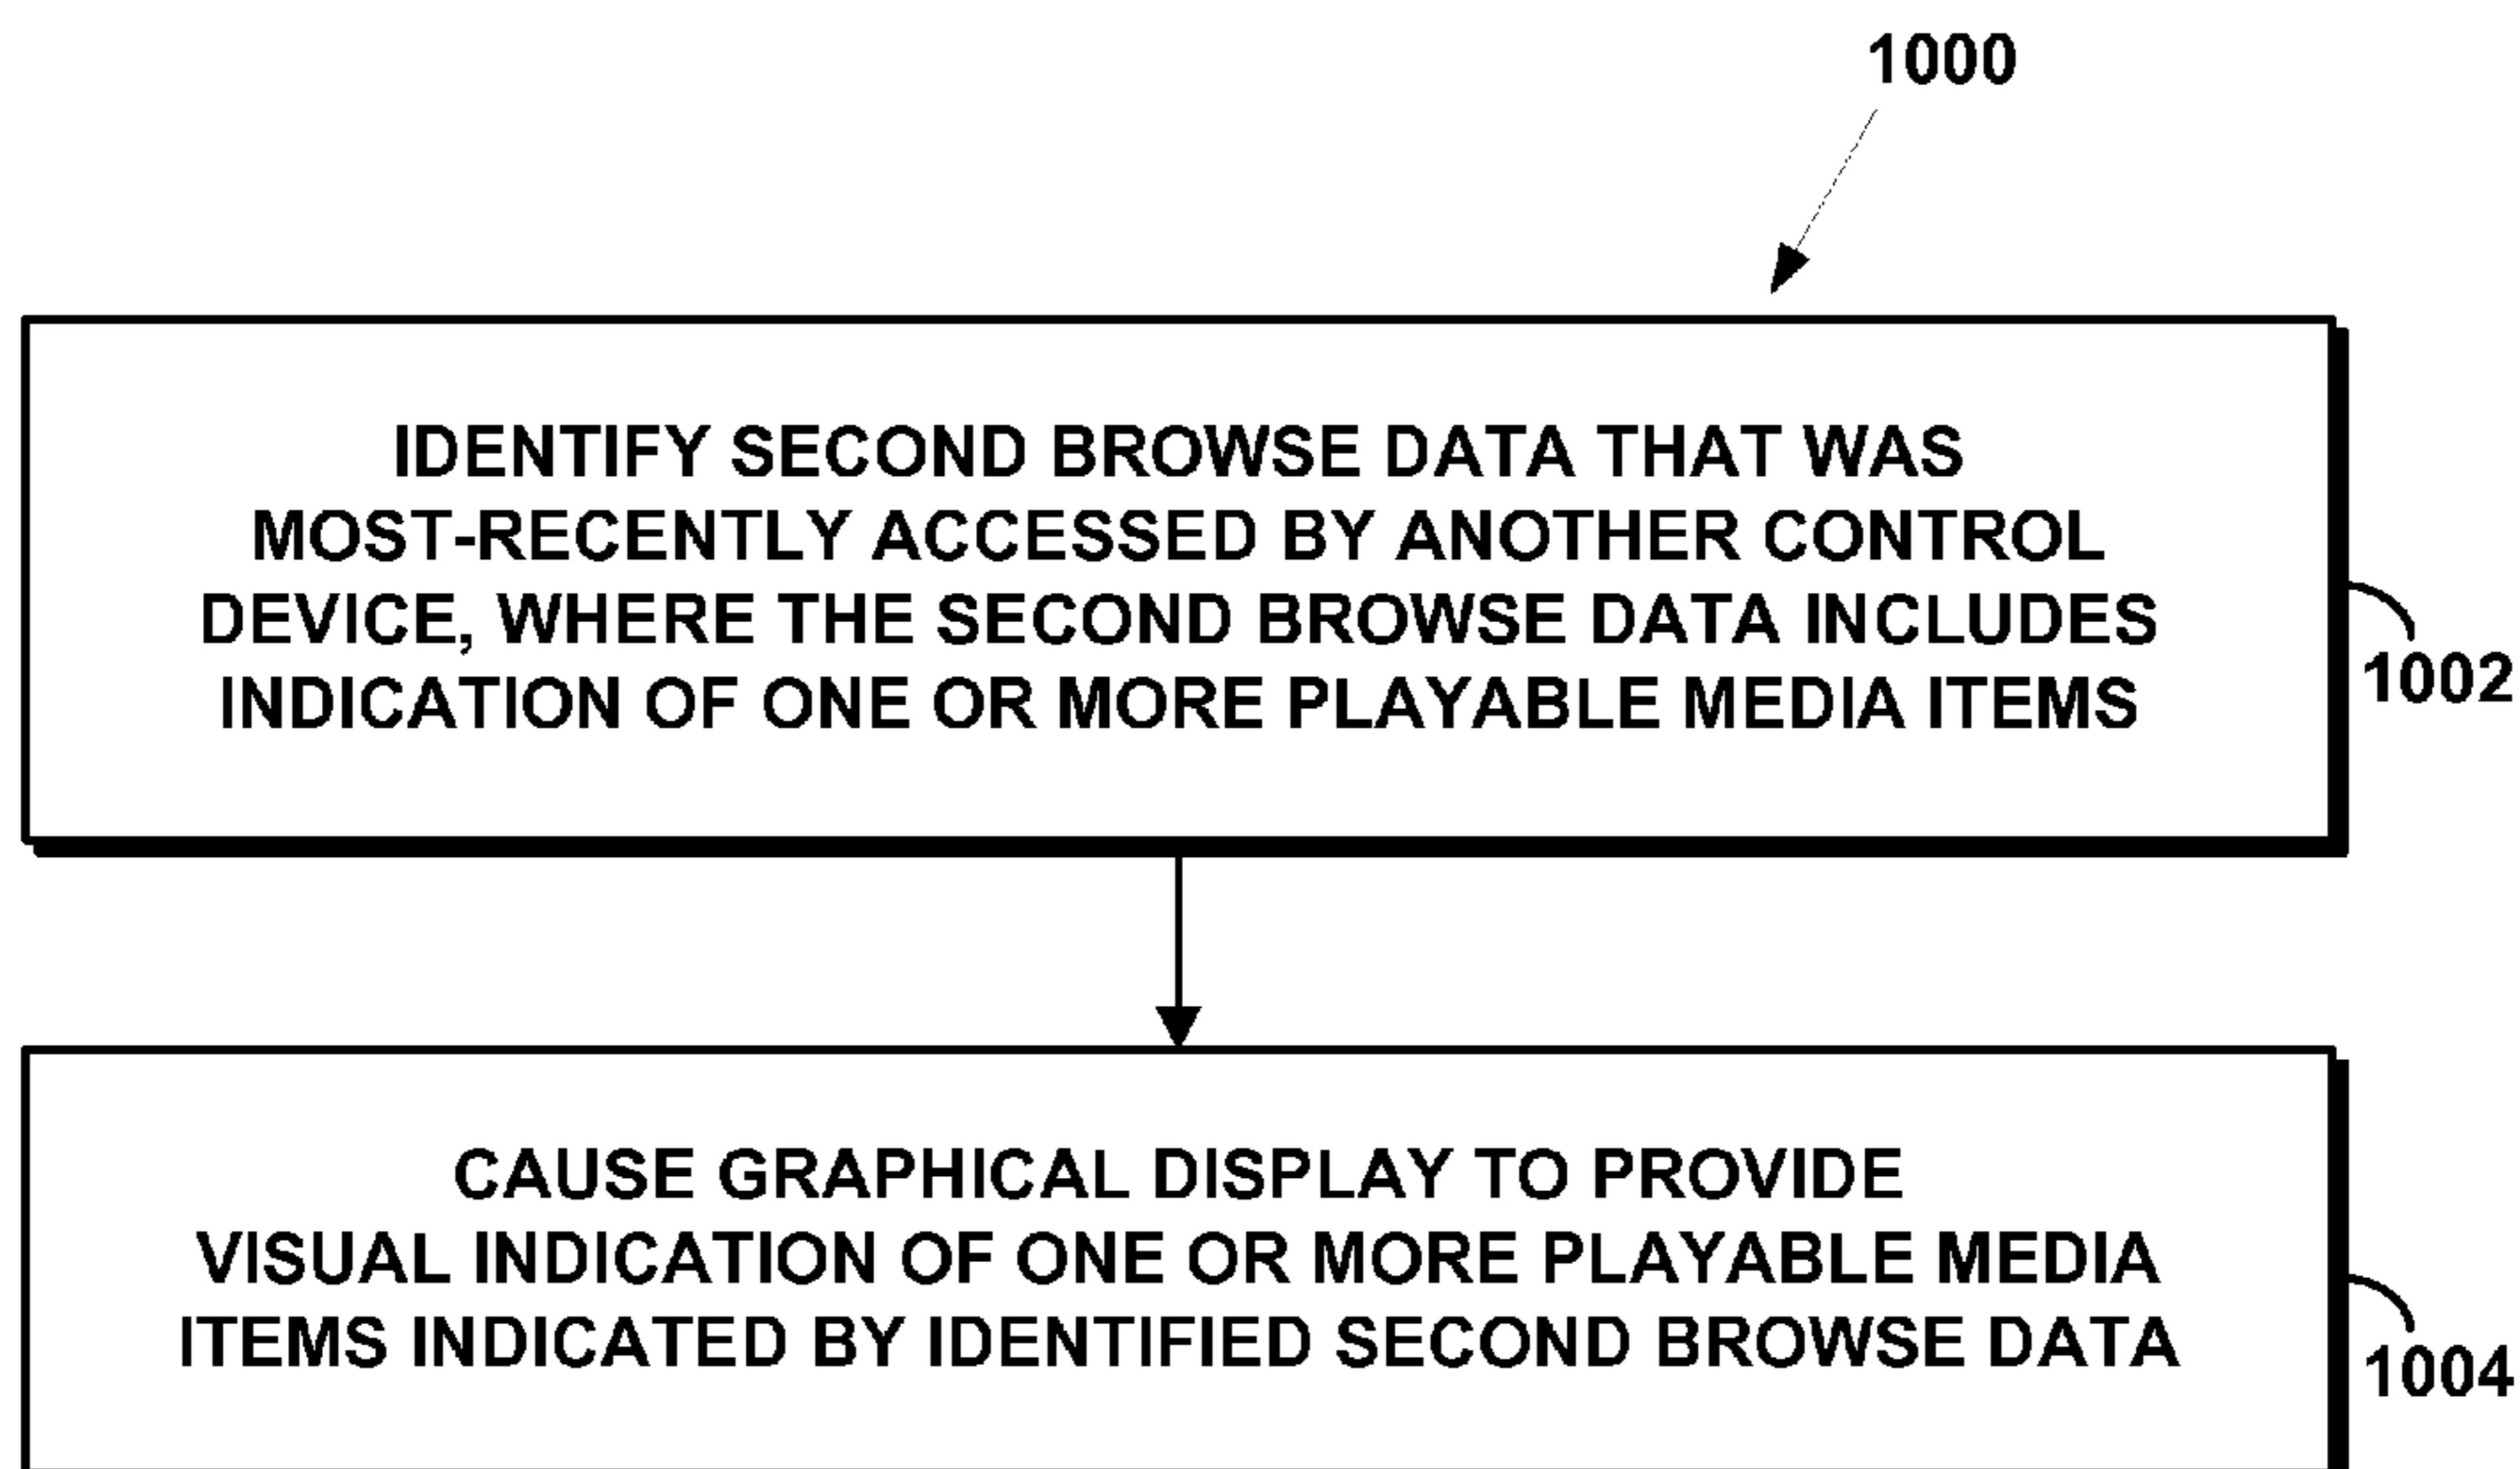 1000
IDENTIFY SECOND BROWSE DATA THAT WAS
MOST-RECENTLY ACCESSED BY ANOTHER CONTROL
DEVICE, WHERE THE SECOND BROWSE DATA INCLUDES
INDICATION OF ONE OR MORE PLAYABLE MEDIA ITEMS
1002
CAUSE GRAPHICAL DISPLAY TO PROVIDE
VISUAL INDICATION OF ONE OR MORE PLAYABLE MEDIA
ITEMS INDICATED BY IDENTIFIED SECOND BROWSE DATA
1004